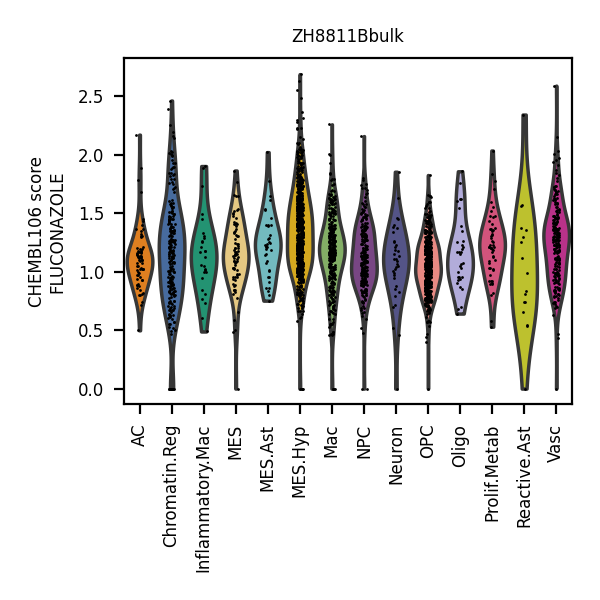 ZH8811Bbulk
CHEMBL106 score
FLUCONAZOLE
2.5
2.0
1.5
1.0
0.5
0.0
AC
Chromatin.Reg
Inflammatory.Mac
MES
MES.Ast
MES.Hyp
Mac
NPC
Neuron
OPC
Oligo
Prolif.Metab
Reactive.Ast
Vasc